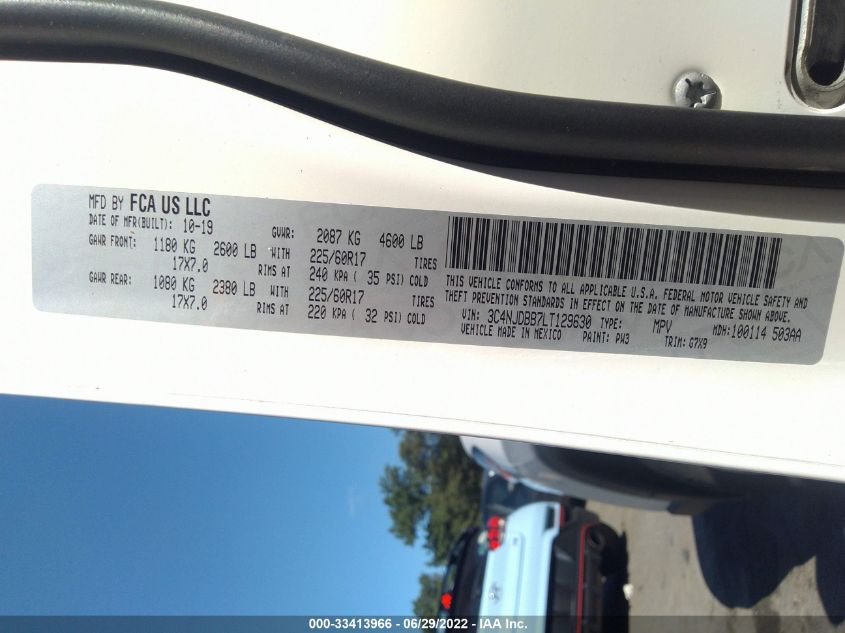 MFD BY FCA US LLC
DATE OF MFR(BUILT): 10-19 GVWR: 2087 KG 4600 LB
GAWR FRONT: 1180 KG 2600 LB WITH 225/60R17 TIRES
17X7.0 RIMS AT 240 KPA ( 35 PSI) COLD
GAWR REAR: 1080 KG 2380 LB WITH 225/60R17 TIRES
17X7.0 RIMS AT 220 KPA ( 32 PSI) COLD
THIS VEHICLE CONFORMS TO ALL APPLICABLE U.S.A. FEDERAL MOTOR VEHICLE SAFETY AND
THEFT PREVENTION STANDARDS IN EFFECT ON THE DATE OF MANUFACTURE SHOWN ABOVE.
VIN: 3C4NJDBB7LT129630 TYPE: MPV MDH:100114 503AA
VEHICLE MADE IN MEXICO PAINT: PW3 TRIM: G7X9
000-33413966 - 06/29/2022 - IAA Inc.